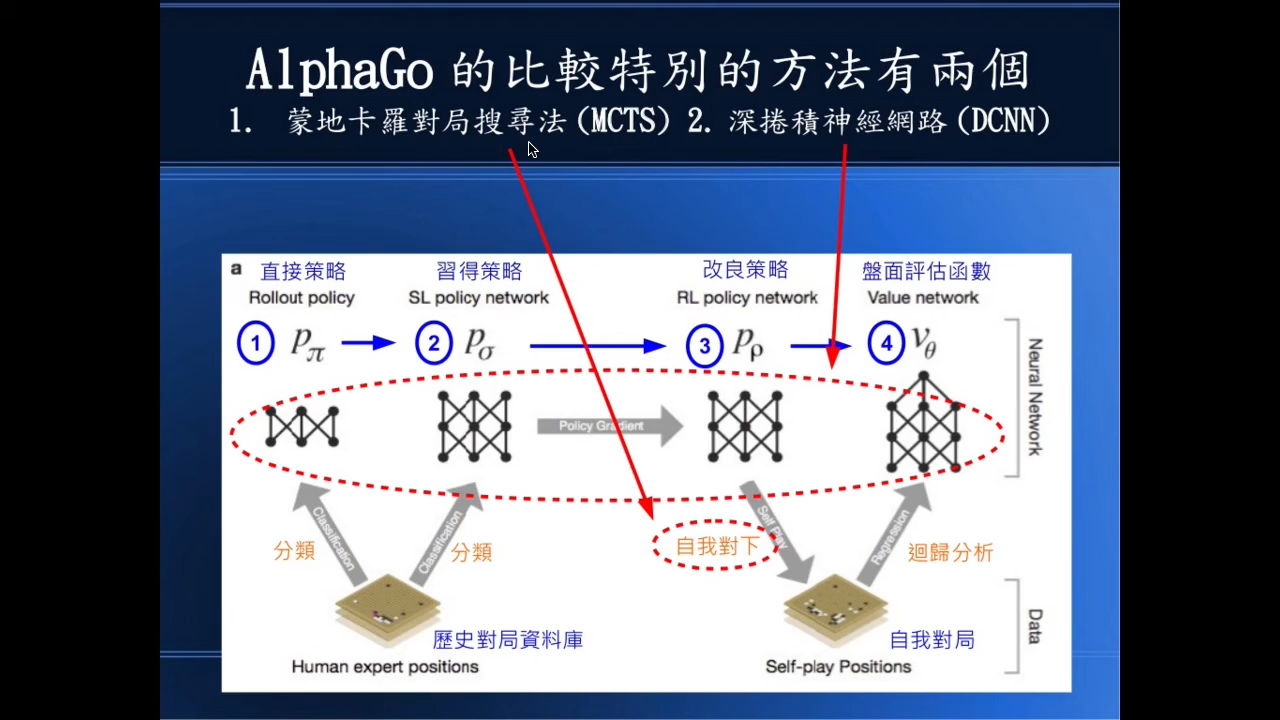 AlphaGo 的比較特別的方法有兩個
1. 蒙地卡羅對局搜尋法 (MCTS) 2. 深捲積神經網路 (DCNN)
a 直接策略 習得策略 改良策略 盤面評估函數
Rollout policy SL policy network RL policy network Value network
1 pπ 2 pσ 3 pρ 4 vθ
Neural Network
Policy Gradient
Classification Classification Self Play Regression
分類 分類 自我對下 迴歸分析
Data
歷史對局資料庫 自我對局
Human expert positions Self-play Positions